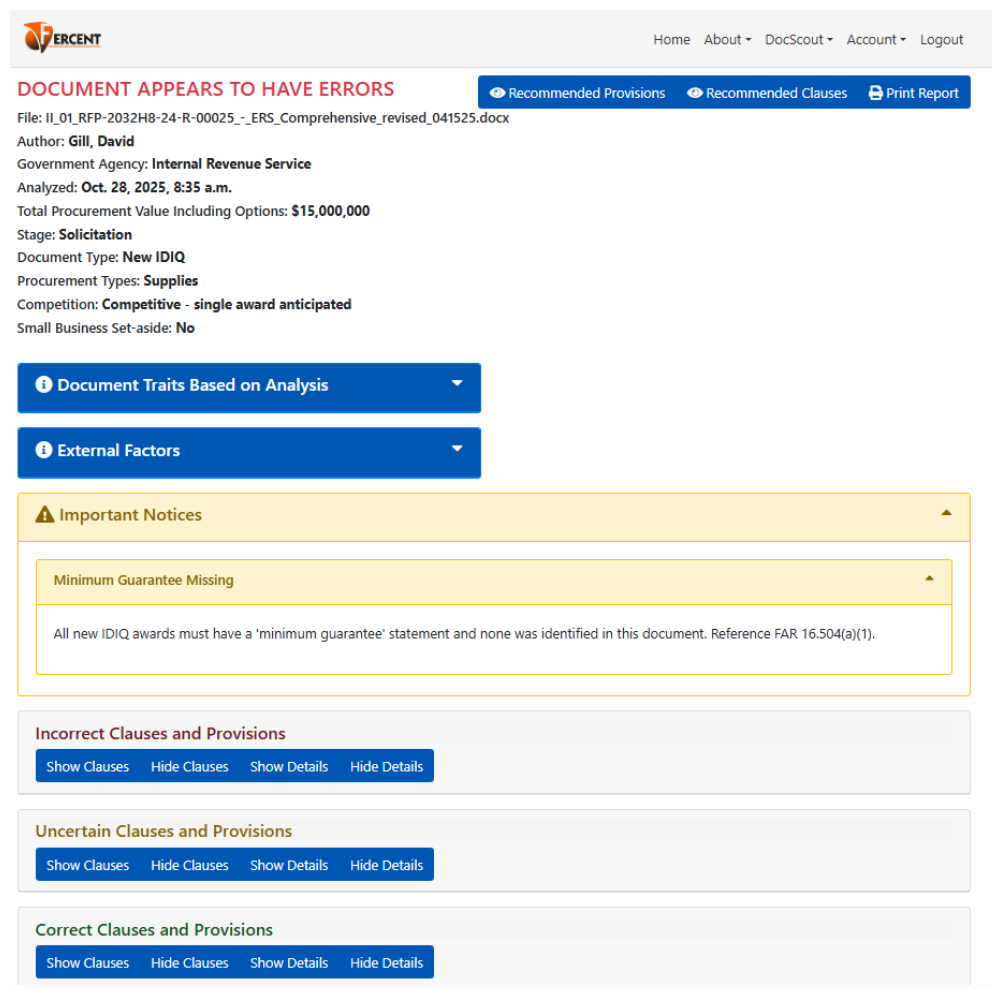 PERCENT
Home About DocScout Account Logout
DOCUMENT APPEARS TO HAVE ERRORS
Recommended Provisions Recommended Clauses Print Report
File: II_01_RFP-2032H8-24-R-00025_-_ERS_Comprehensive_revised_041525.docx
Author: Gill, David
Government Agency: Internal Revenue Service
Analyzed: Oct. 28, 2025, 8:35 a.m.
Total Procurement Value Including Options: $15,000,000
Stage: Solicitation
Document Type: New IDIQ
Procurement Types: Supplies
Competition: Competitive - single award anticipated
Small Business Set-aside: No
Document Traits Based on Analysis
External Factors
Important Notices
Minimum Guarantee Missing
All new IDIQ awards must have a 'minimum guarantee' statement and none was identified in this document. Reference FAR 16.504(a)(1).
Incorrect Clauses and Provisions
Show Clauses Hide Clauses Show Details Hide Details
Uncertain Clauses and Provisions
Show Clauses Hide Clauses Show Details Hide Details
Correct Clauses and Provisions
Show Clauses Hide Clauses Show Details Hide Details